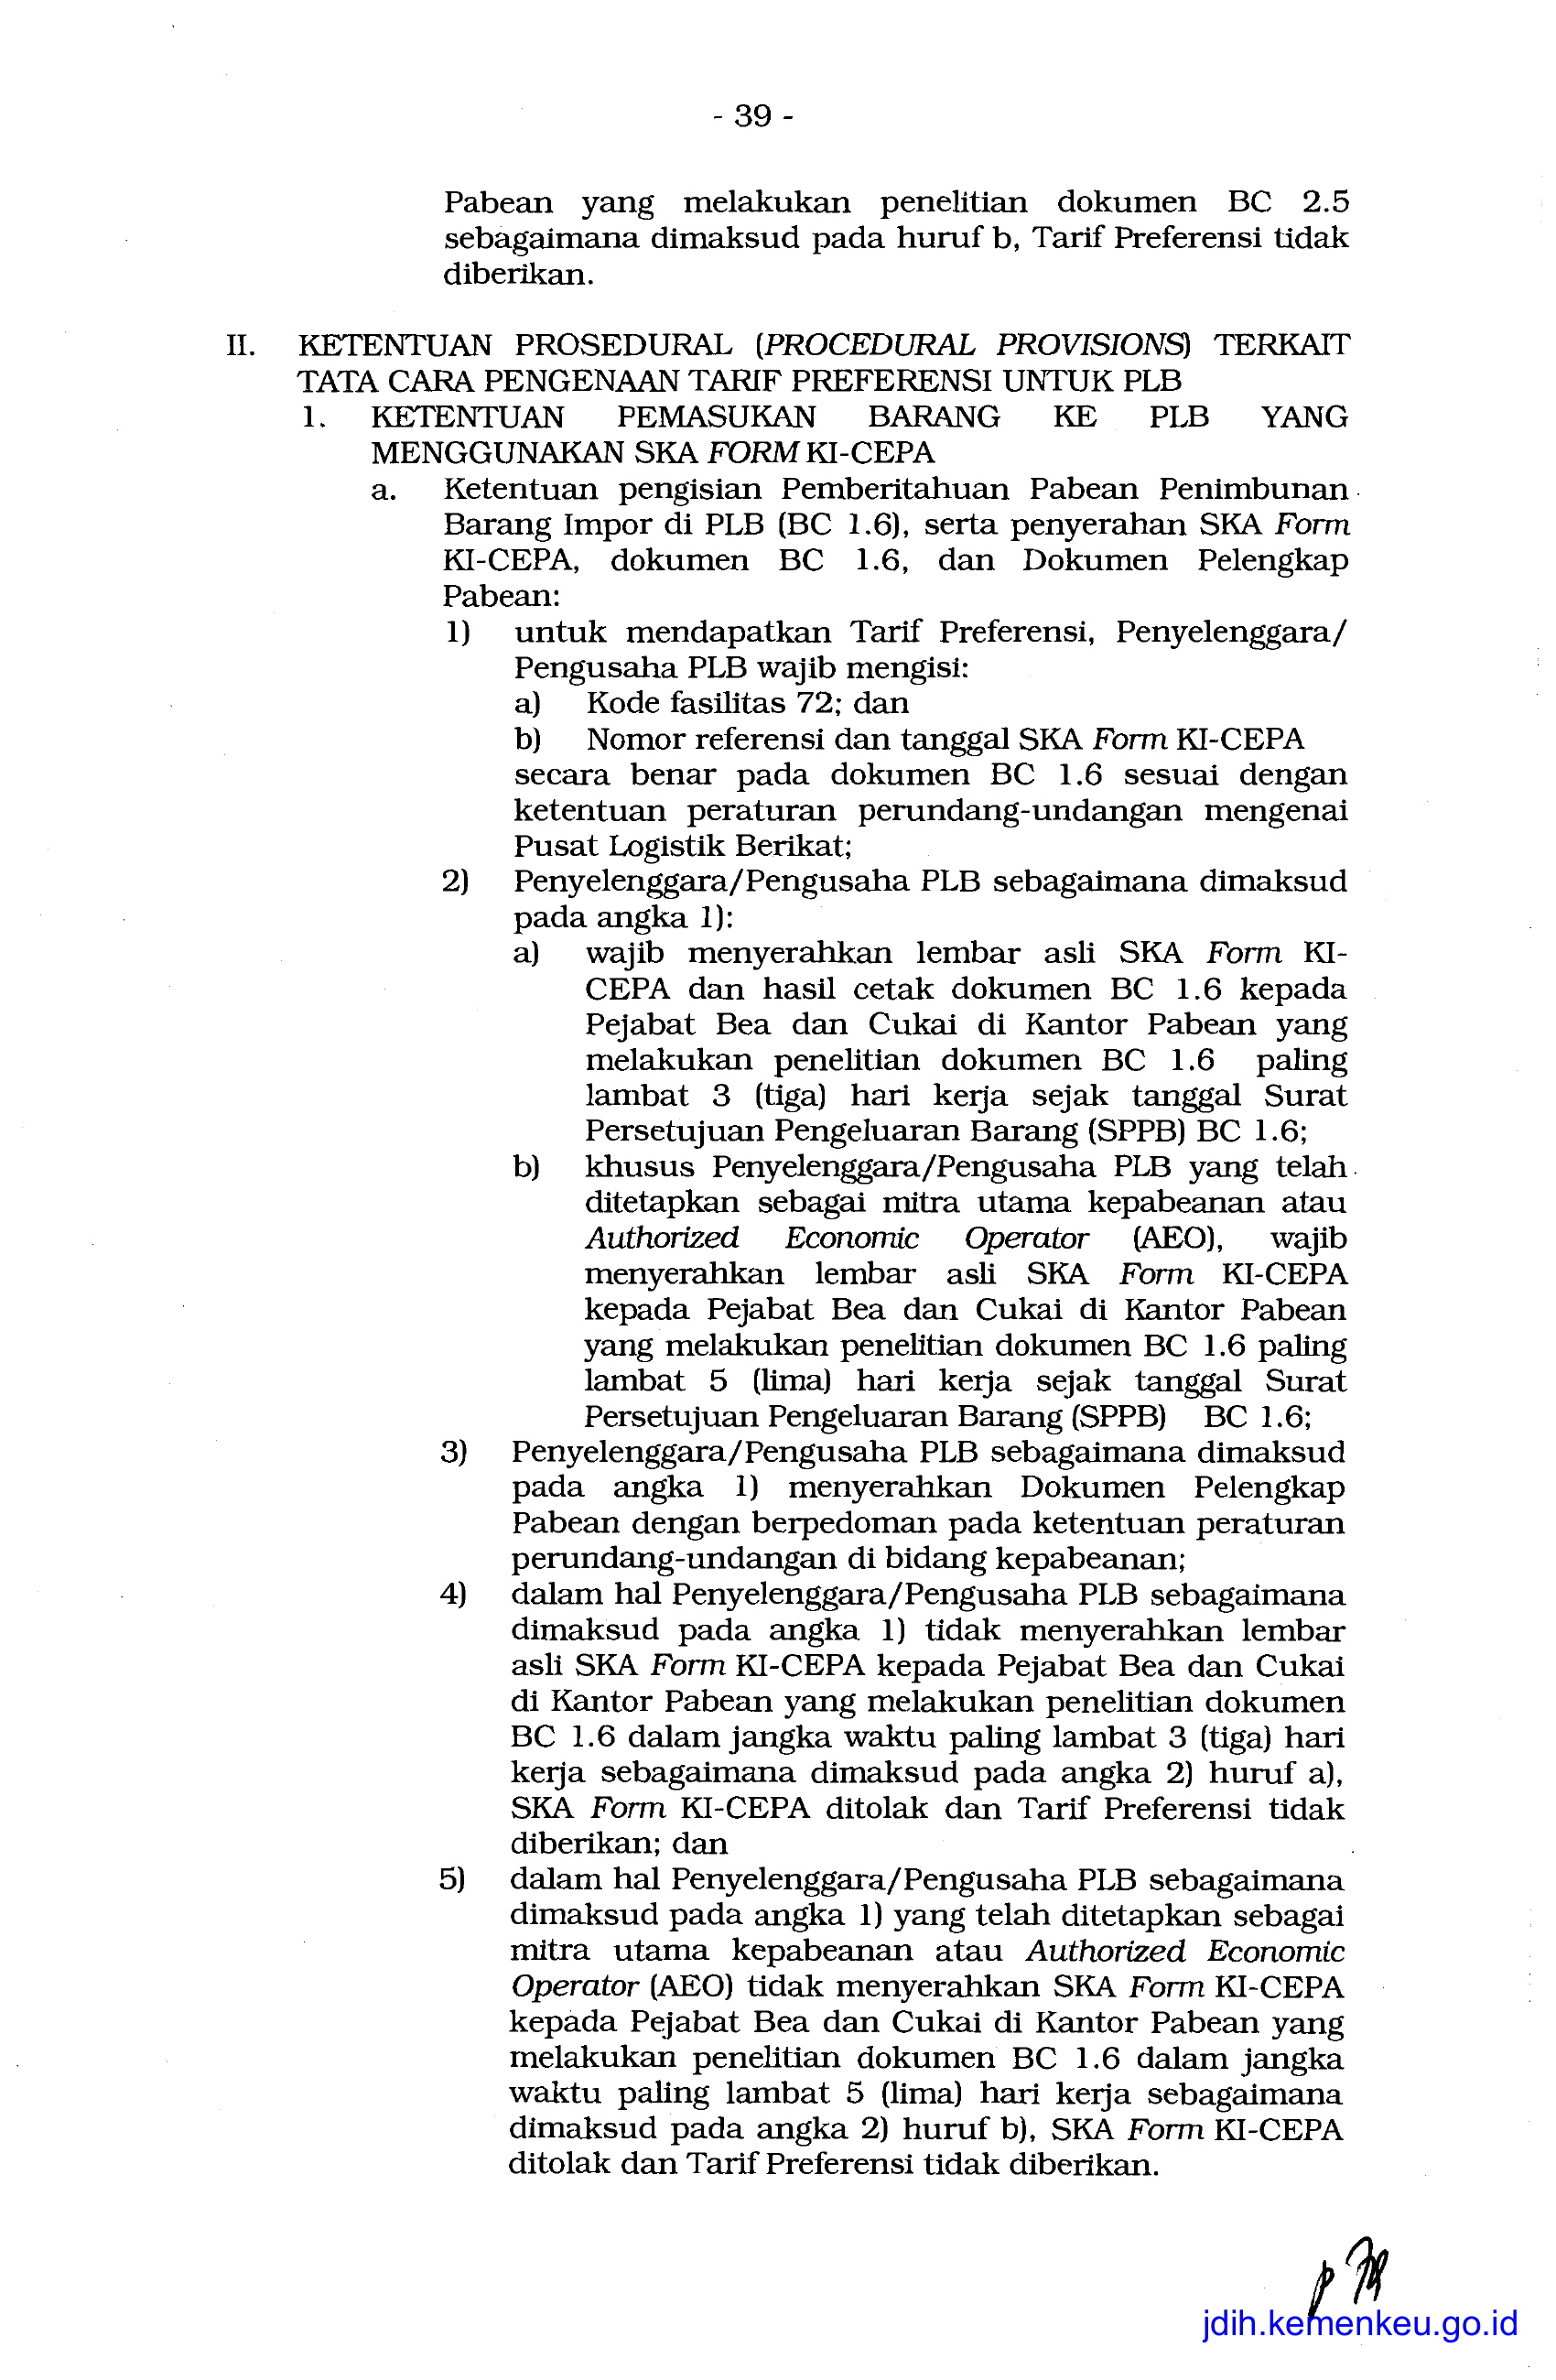 - 39 -
Pabean yang melakukan penelitian dokumen BC 2.5
sebagaimana dimaksud pada huruf b, Tarif Preferensi tidak
diberikan.
II. KETENTUAN PROSEDURAL (PROCEDURAL PROVISIONS) TERKAIT
TATA CARA PENGENAAN TARIF PREFERENSI UNTUK PLB
1. KETENTUAN PEMASUKAN BARANG KE PLB YANG
MENGGUNAKAN SKA FORM KI-CEPA
a. Ketentuan pengisian Pemberitahuan Pabean Penimbunan
Barang Impor di PLB (BC 1.6), serta penyerahan SKA Form
KI-CEPA, dokumen BC 1.6, dan Dokumen Pelengkap
Pabean:
1) untuk mendapatkan Tarif Preferensi, Penyelenggara/
Pengusaha PLB wajib mengisi:
a) Kode fasilitas 72; dan
b) Nomor referensi dan tanggal SKA Form KI-CEPA
secara benar pada dokumen BC 1.6 sesuai dengan
ketentuan peraturan perundang-undangan mengenai
Pusat Logistik Berikat;
2) Penyelenggara/Pengusaha PLB sebagaimana dimaksud
pada angka 1):
a) wajib menyerahkan lembar asli SKA Form KI-
CEPA dan hasil cetak dokumen BC 1.6 kepada
Pejabat Bea dan Cukai di Kantor Pabean yang
melakukan penelitian dokumen BC 1.6 paling
lambat 3 (tiga) hari kerja sejak tanggal Surat
Persetujuan Pengeluaran Barang (SPPB) BC 1.6;
b) khusus Penyelenggara/Pengusaha PLB yang telah
ditetapkan sebagai mitra utama kepabeanan atau
Authorized Economic Operator (AEO), wajib
menyerahkan lembar asli SKA Form KI-CEPA
kepada Pejabat Bea dan Cukai di Kantor Pabean
yang melakukan penelitian dokumen BC 1.6 paling
lambat 5 (lima) hari kerja sejak tanggal Surat
Persetujuan Pengeluaran Barang (SPPB) BC 1.6;
3) Penyelenggara/Pengusaha PLB sebagaimana dimaksud
pada angka 1) menyerahkan Dokumen Pelengkap
Pabean dengan berpedoman pada ketentuan peraturan
perundang-undangan di bidang kepabeanan;
4) dalam hal Penyelenggara/Pengusaha PLB sebagaimana
dimaksud pada angka 1) tidak menyerahkan lembar
asli SKA Form KI-CEPA kepada Pejabat Bea dan Cukai
di Kantor Pabean yang melakukan penelitian dokumen
BC 1.6 dalam jangka waktu paling lambat 3 (tiga) hari
kerja sebagaimana dimaksud pada angka 2) huruf a),
SKA Form KI-CEPA ditolak dan Tarif Preferensi tidak
diberikan; dan
5) dalam hal Penyelenggara/Pengusaha PLB sebagaimana
dimaksud pada angka 1) yang telah ditetapkan sebagai
mitra utama kepabeanan atau Authorized Economic
Operator (AEO) tidak menyerahkan SKA Form KI-CEPA
kepada Pejabat Bea dan Cukai di Kantor Pabean yang
melakukan penelitian dokumen BC 1.6 dalam jangka
waktu paling lambat 5 (lima) hari kerja sebagaimana
dimaksud pada angka 2) huruf b), SKA Form KI-CEPA
ditolak dan Tarif Preferensi tidak diberikan.
jdih.kemenkeu.go.id